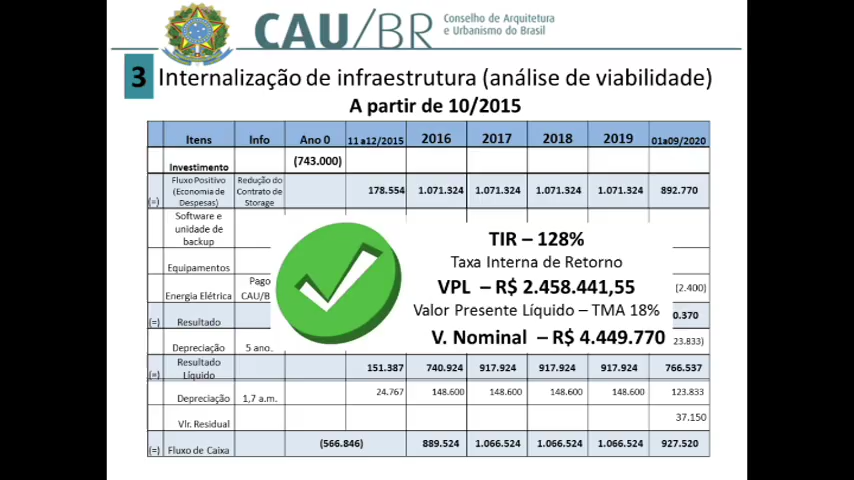 CAU/BR Conselho de Arquitetura
e Urbanismo do Brasil
3 Internalização de infraestrutura (análise de viabilidade)
A partir de 10/2015
Itens Info Ano 0 11 a12/2015 2016 2017 2018 2019 01a09/2020
Investimento (743.000)
(=) Fluxo Positivo (Economia de Despesas) Redução do Contrato de Storage 178.554 1.071.324 1.071.324 1.071.324 1.071.324 892.770
Software e unidade de backup
Equipamentos
Energia Elétrica Pago CAU/B (2.400)
(=) Resultado 0.370
Depreciação 5 ano. 23.833)
TIR – 128%
Taxa Interna de Retorno
VPL – R$ 2.458.441,55
Valor Presente Líquido – TMA 18%
V. Nominal – R$ 4.449.770
(=) Resultado Líquido 151.387 740.924 917.924 917.924 917.924 766.537
Depreciação 1,7 a.m. 24.767 148.600 148.600 148.600 148.600 123.833
Vlr. Residual 37.150
(=) Fluxo de Caixa (566.846) 889.524 1.066.524 1.066.524 1.066.524 927.520